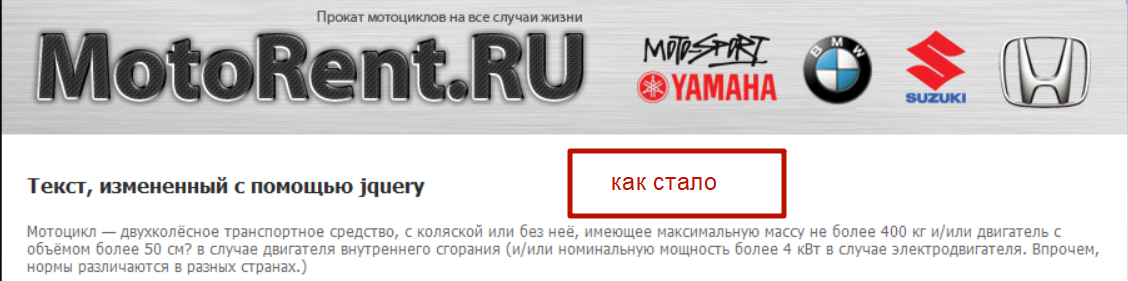 Прокат мотоциклов на все случаи жизни
MotoRent.RU
MOTOSPORT
YAMAHA
BMW
SUZUKI
Текст, измененный с помощью jquery
как стало
Мотоцикл — двухколёсное транспортное средство, с коляской или без неё, имеющее максимальную массу не более 400 кг и/или двигатель с
объёмом более 50 см? в случае двигателя внутреннего сгорания (и/или номинальную мощность более 4 кВт в случае электродвигателя. Впрочем,
нормы различаются в разных странах.)